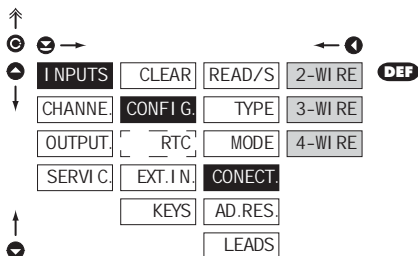 INPUTS CLEAR READ/S 2-WIRE DEF
CHANNE. CONFIG. TYPE 3-WIRE
OUTPUT. RTC MODE 4-WIRE
SERVIC. EXT.IN. CONECT.
KEYS AD.RES.
LEADS